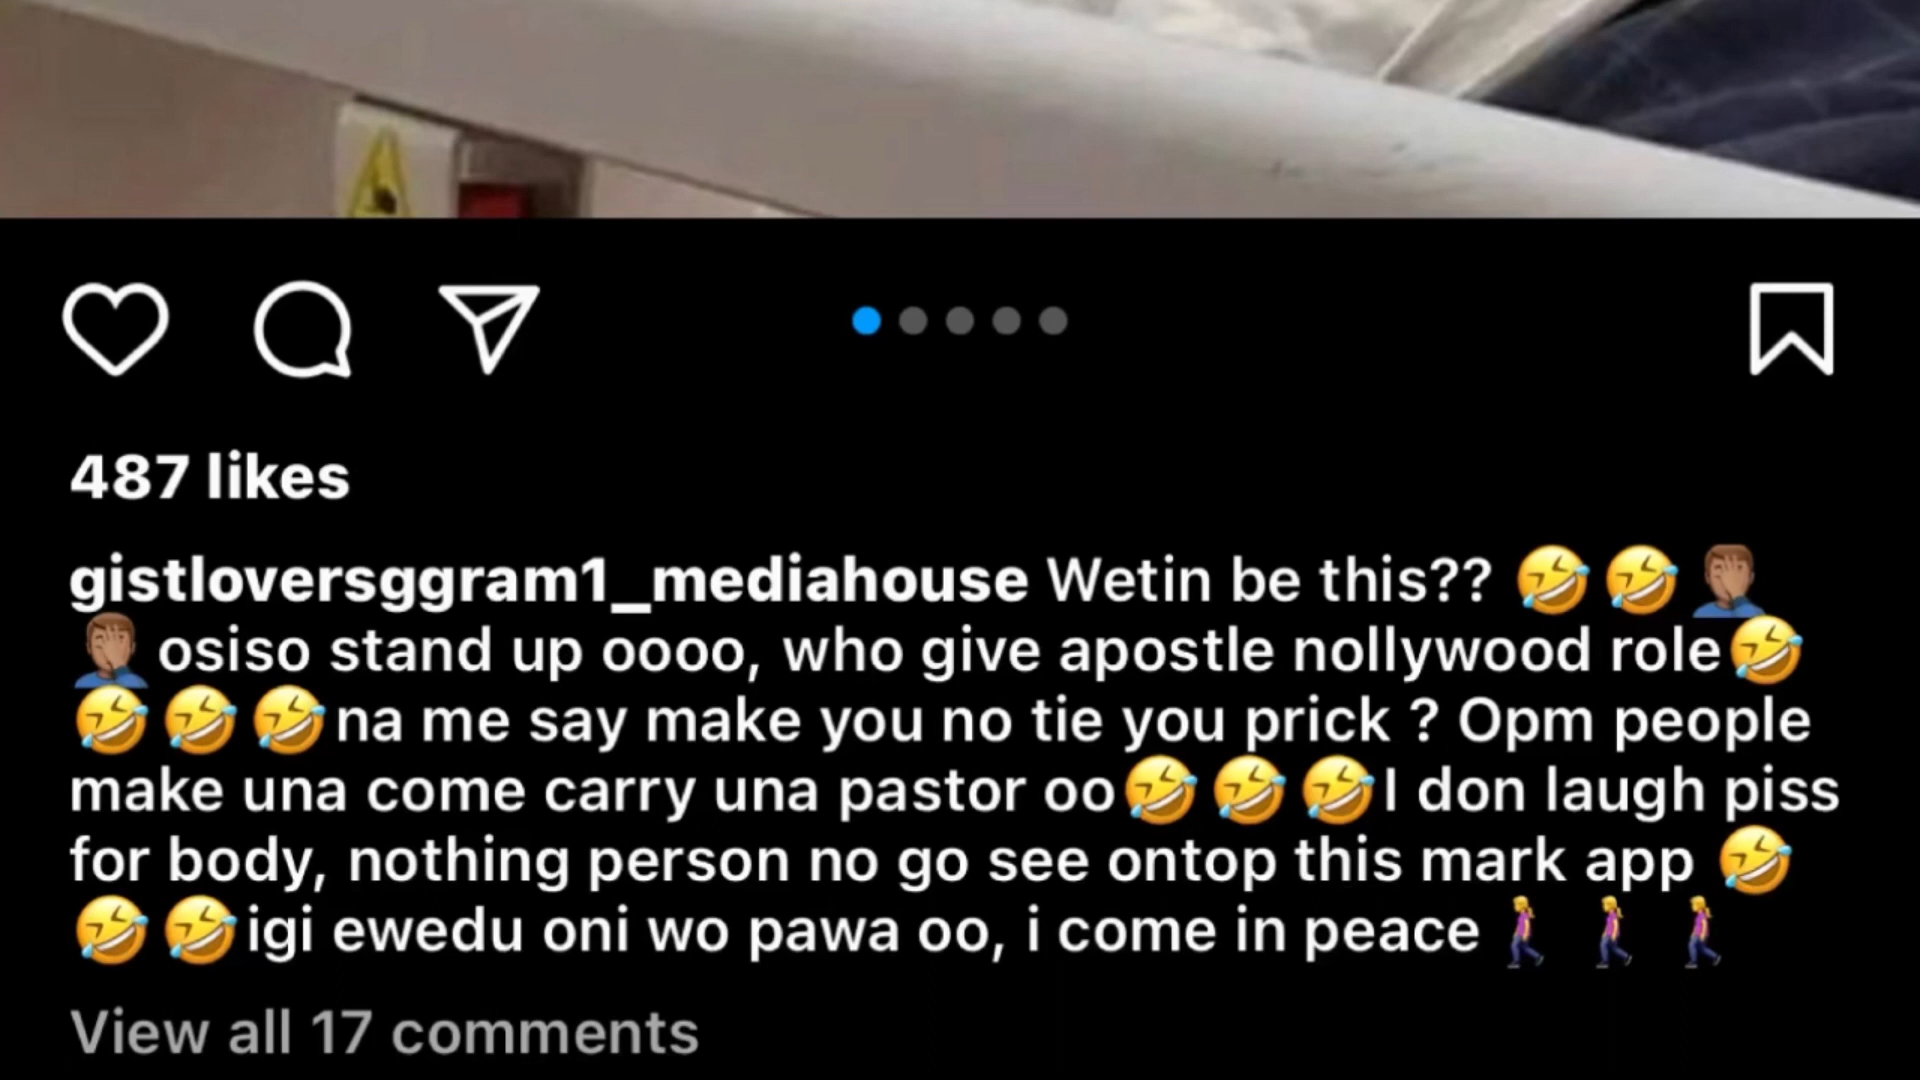 487 likes
gistloversggram1_mediahouse Wetin be this?? 🤣🤣🤦🏽‍♂️
🤦🏽‍♂️ osiso stand up oooo, who give apostle nollywood role🤣
🤣🤣🤣na me say make you no tie you prick ? Opm people
make una come carry una pastor oo🤣🤣🤣I don laugh piss
for body, nothing person no go see ontop this mark app 🤣
🤣🤣igi ewedu oni wo pawa oo, i come in peace🚶‍♀️🚶‍♀️🚶‍♀️
View all 17 comments